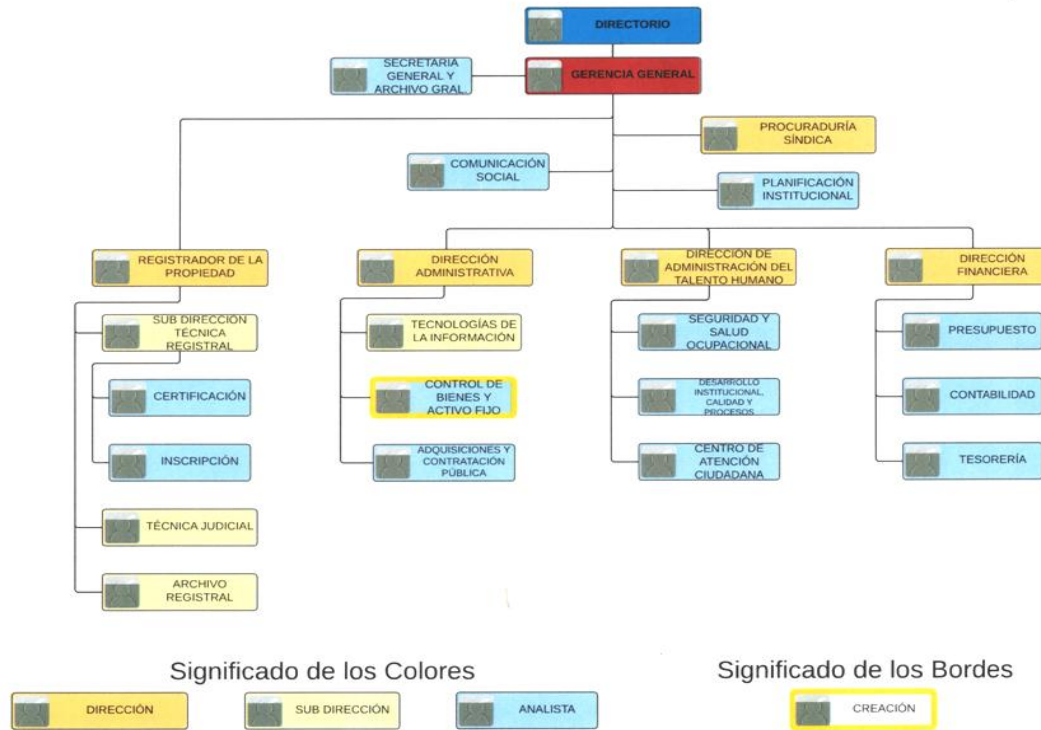 DIRECTORIO
SECRETARIA
GENERAL Y
ARCHIVO GRAL.
GERENCIA GENERAL
PROCURADURÍA
SÍNDICA
COMUNICACIÓN
SOCIAL
PLANIFICACIÓN
INSTITUCIONAL
REGISTRADOR DE LA
PROPIEDAD
DIRECCIÓN
ADMINISTRATIVA
DIRECCIÓN DE
ADMINISTRACIÓN DEL
TALENTO HUMANO
DIRECCIÓN
FINANCIERA
SUB DIRECCIÓN
TÉCNICA
REGISTRAL
TECNOLOGÍAS DE
LA INFORMACIÓN
SEGURIDAD Y
SALUD
OCUPACIONAL
PRESUPUESTO
CERTIFICACIÓN
CONTROL DE
BIENES Y
ACTIVO FIJO
DESARROLLO
INSTITUCIONAL,
CALIDAD Y
PROCESOS
CONTABILIDAD
INSCRIPCIÓN
ADQUISICIONES Y
CONTRATACIÓN
PÚBLICA
CENTRO DE
ATENCIÓN
CIUDADANA
TESORERÍA
TÉCNICA JUDICIAL
ARCHIVO
REGISTRAL
Significado de los Colores
Significado de los Bordes
DIRECCIÓN
SUB DIRECCIÓN
ANALISTA
CREACIÓN